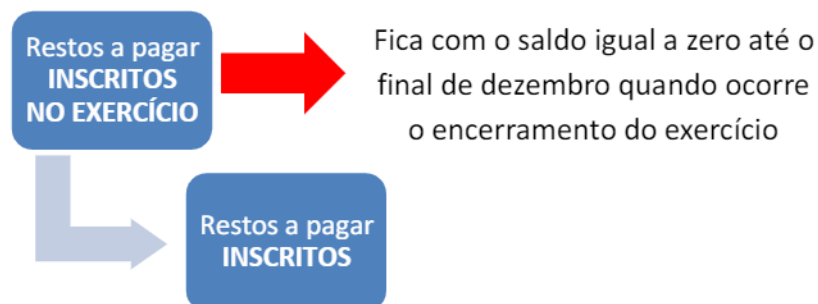 Restos a pagar
INSCRITOS
NO EXERCÍCIO
Fica com o saldo igual a zero até o
final de dezembro quando ocorre
o encerramento do exercício
Restos a pagar
INSCRITOS